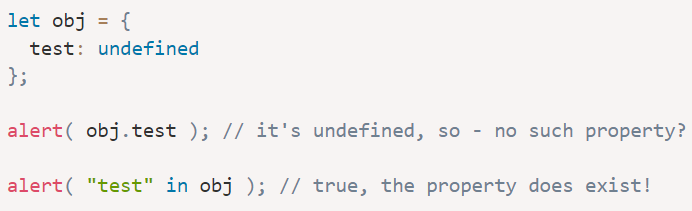 let obj = {
  test: undefined
};
alert( obj.test ); // it's undefined, so - no such property?
alert( "test" in obj ); // true, the property does exist!